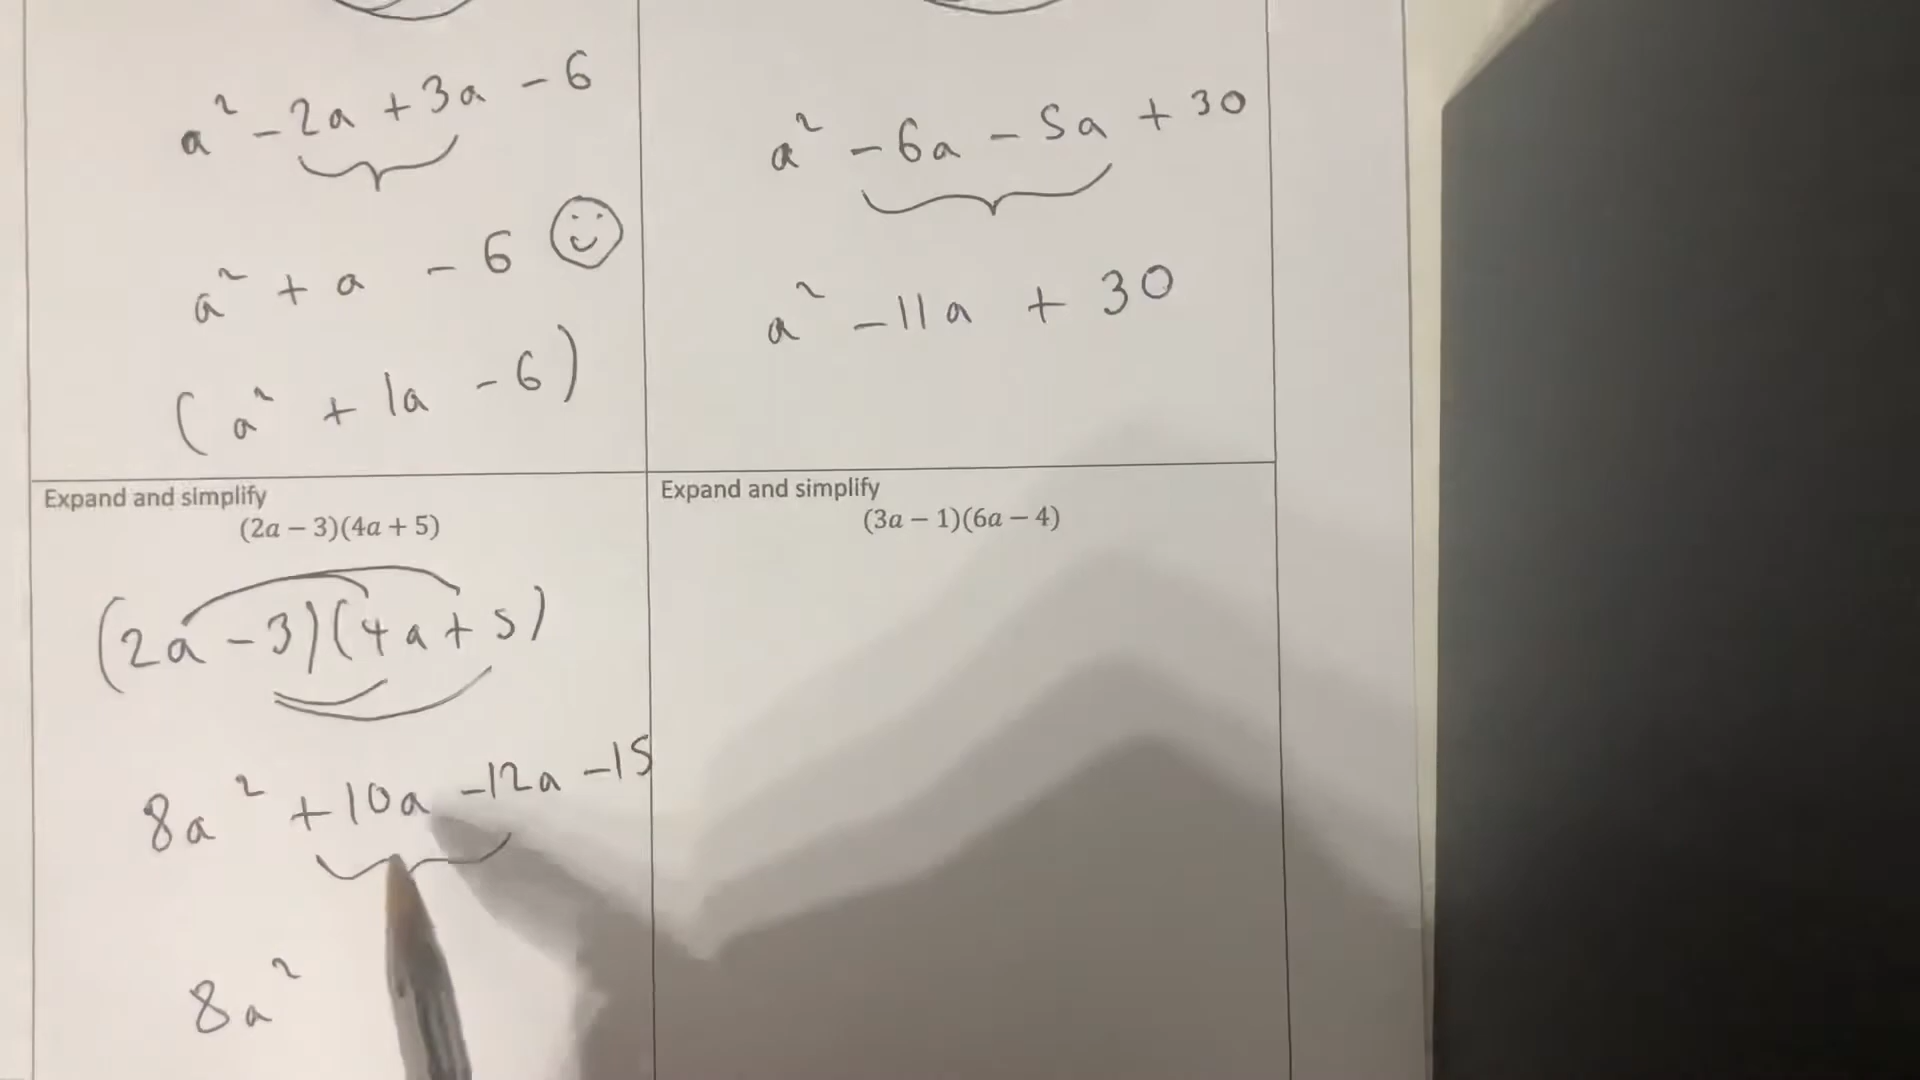 a² - 2a + 3a - 6
a² + a - 6
(a² + 1a - 6)
a² - 6a - 5a + 30
a² - 11a + 30
Expand and simplify
(2a – 3)(4a + 5)
(2a - 3)(4a + 5)
8a² + 10a - 12a - 15
8a²
Expand and simplify
(3a – 1)(6a – 4)